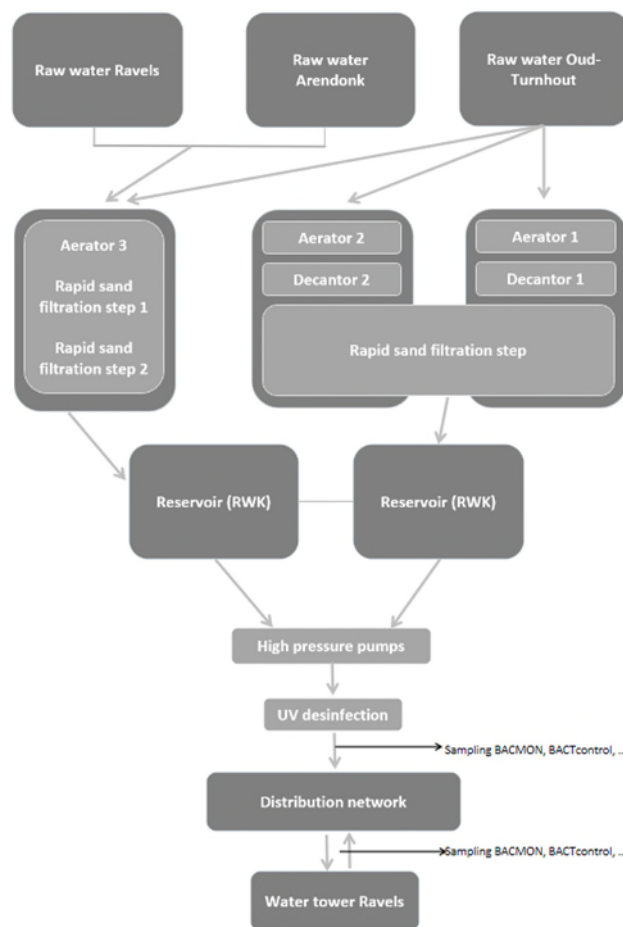 Raw water Ravels
Raw water
Arendonk
Raw water Oud-
Turnhout
Aerator 3
Rapid sand
filtration step 1
Rapid sand
filtration step 2
Aerator 2
Decantor 2
Aerator 1
Decantor 1
Rapid sand filtration step
Reservoir (RWK)
Reservoir (RWK)
High pressure pumps
UV desinfection
Sampling BACMON, BACTcontrol, ..
Distribution network
Sampling BACMON, BACTcontrol, ..
Water tower Ravels